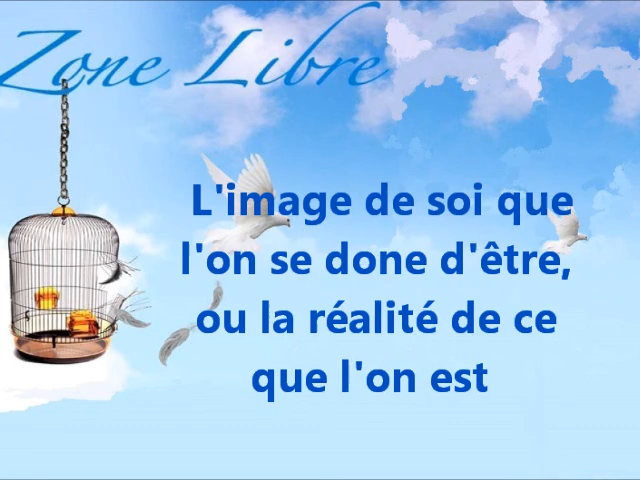 Zone Libre
L'image de soi que
l'on se done d'être,
ou la réalité de ce
que l'on est